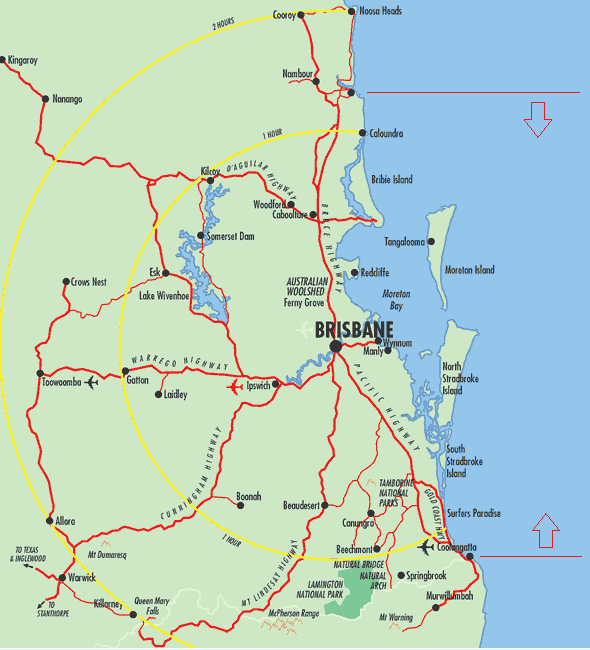 Cooroy
Noosa Heads
2 HOURS
Kingaroy
Nambour
Nanango
1 HOUR
Caloundra
Kilcoy
D'AGUILAR HIGHWAY
Bribie Island
Woodford
Caboolture
BRUCE HIGHWAY
Somerset Dam
Tangalooma
Esk
Redcliffe
Moreton Island
Crows Nest
AUSTRALIAN
WOOLSHED
Ferny Grove
Lake Wivenhoe
Moreton
Bay
BRISBANE
Wynnum
Manly
WARREGO HIGHWAY
North
Stradbroke
Island
Toowoomba
Gatton
Ipswich
PACIFIC HIGHWAY
Laidley
CUNNINGHAM HIGHWAY
South
Stradbroke
Island
TAMBORINE
NATIONAL
PARKS
GOLD COAST HWY
Boonah
Beaudesert
Surfers Paradise
Allora
Canungra
1 HOUR
Beechmont
Coolangatta
TO TEXAS
& INGLEWOOD
Mt Dumaresq
NATURAL BRIDGE
NATURAL
ARCH
Springbrook
Warwick
MT LINDESAY HIGHWAY
LAMINGTON
NATIONAL PARK
TO
STANTHORPE
Killarney
Queen Mary
Falls
McPherson Range
Murwillumbah
Mt Warning